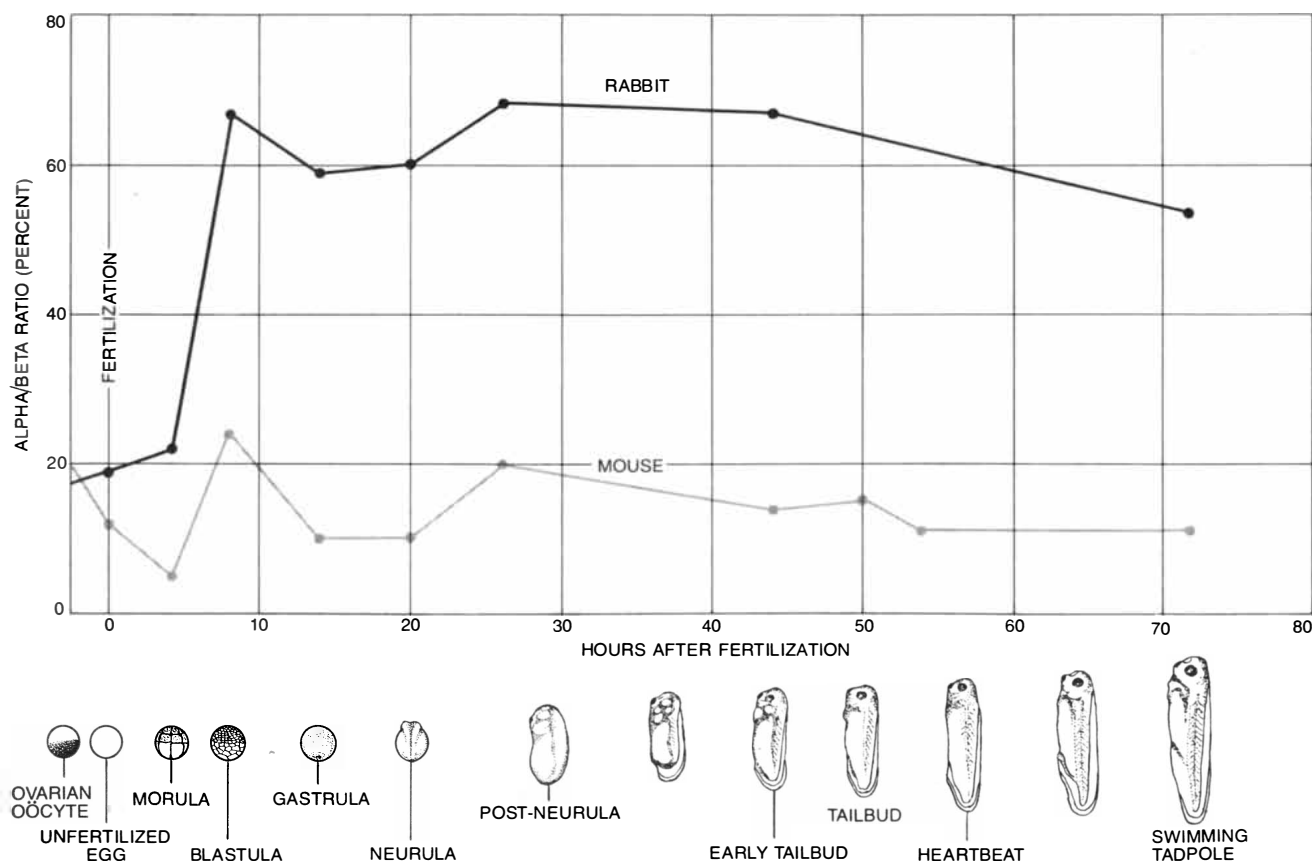 80
60
40
20
0
ALPHA/BETA RATIO (PERCENT)
FERTILIZATION
RABBIT
MOUSE
0 10 20 30 40 50 60 70 80
HOURS AFTER FERTILIZATION
OVARIAN
OÖCYTE
UNFERTILIZED
EGG
MORULA
BLASTULA
GASTRULA
NEURULA
POST-NEURULA
EARLY TAILBUD
TAILBUD
HEARTBEAT
SWIMMING
TADPOLE